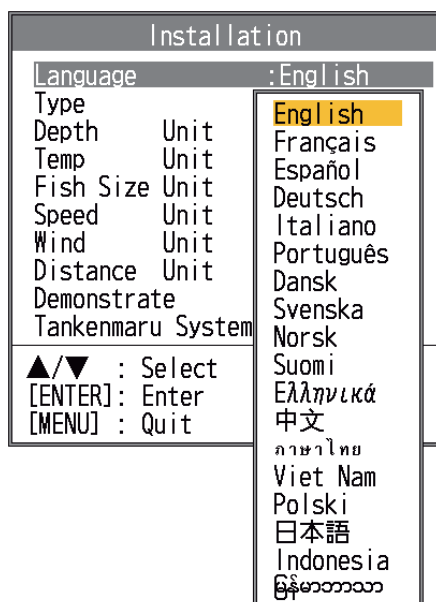 Installation
Language :English
Type
Depth Unit
Temp Unit
Fish Size Unit
Speed Unit
Wind Unit
Distance Unit
Demonstrate
Tankenmaru System
▲/▼ : Select
[ENTER]: Enter
[MENU] : Quit
English
Français
Español
Deutsch
Italiano
Português
Dansk
Svenska
Norsk
Suomi
Ελληνικά
中文
ภาษาไทย
Viet Nam
Polski
日本語
Indonesia
မြန်မာဘာသာ